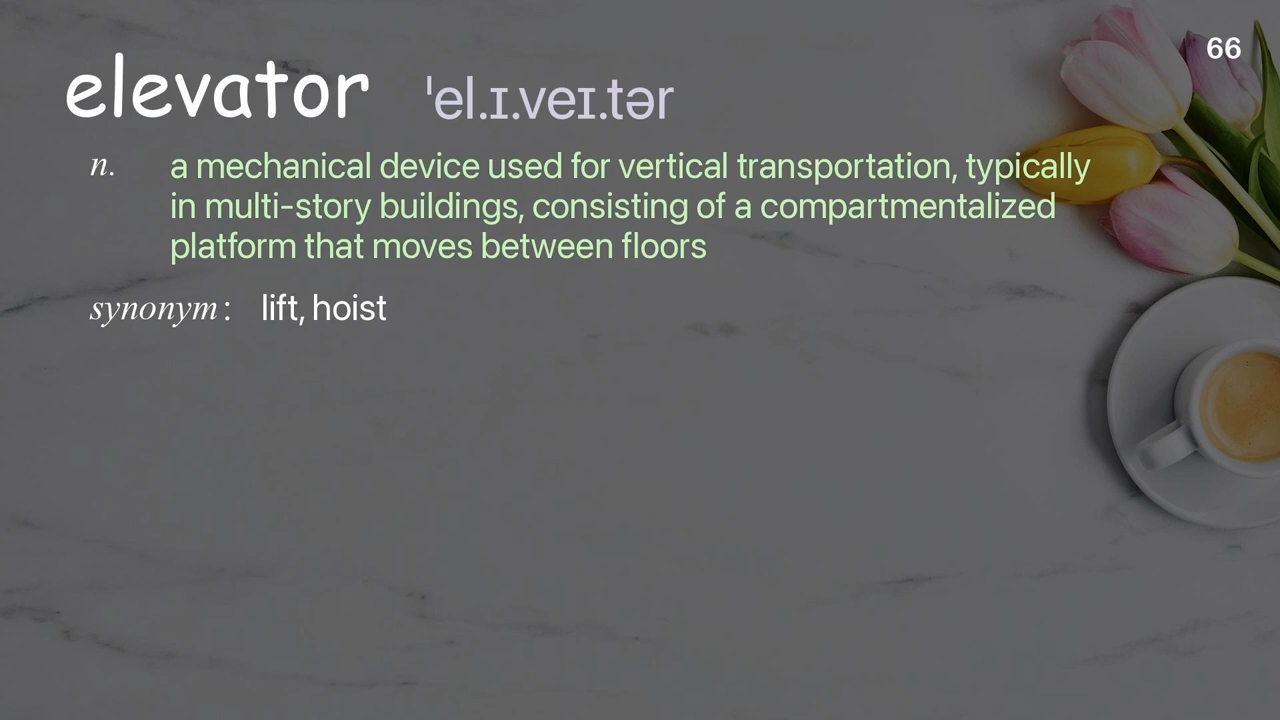 66
elevator ˈel.ɪ.veɪ.tər
n. a mechanical device used for vertical transportation, typically
in multi-story buildings, consisting of a compartmentalized
platform that moves between floors
synonym: lift, hoist